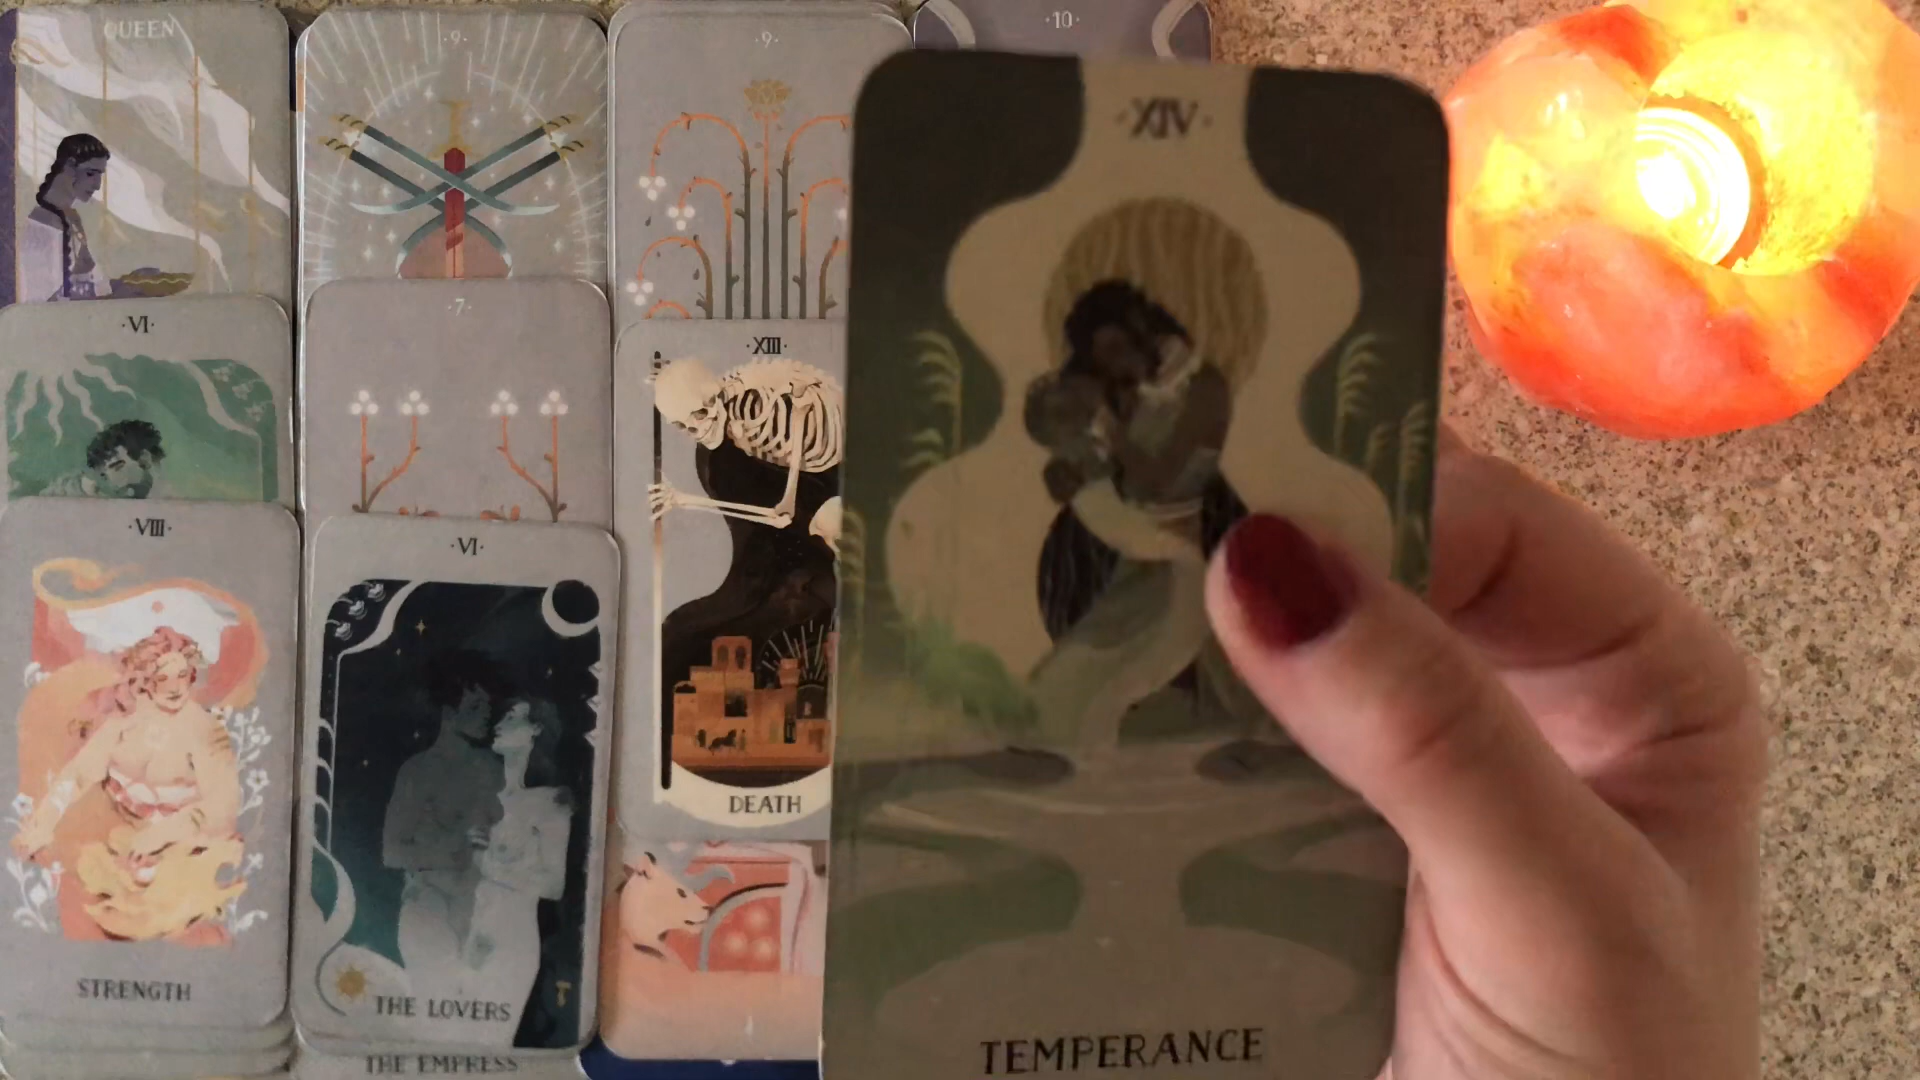 QUEEN
·9·
·9·
·10·
·XIV·
·VI·
·7·
·XIII·
·VIII·
·VI·
DEATH
STRENGTH
THE LOVERS
TEMPERANCE
THE EMPRESS